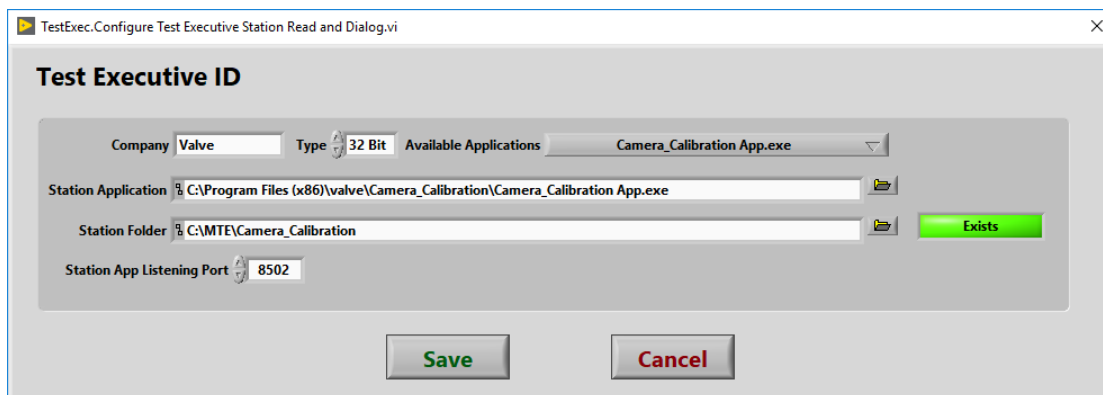 TestExec.Configure Test Executive Station Read and Dialog.vi
Test Executive ID
Company Valve Type 32 Bit Available Applications Camera_Calibration App.exe
Station Application C:\Program Files (x86)\valve\Camera_Calibration\Camera_Calibration App.exe
Station Folder C:\MTE\Camera_Calibration Exists
Station App Listening Port 8502
Save Cancel